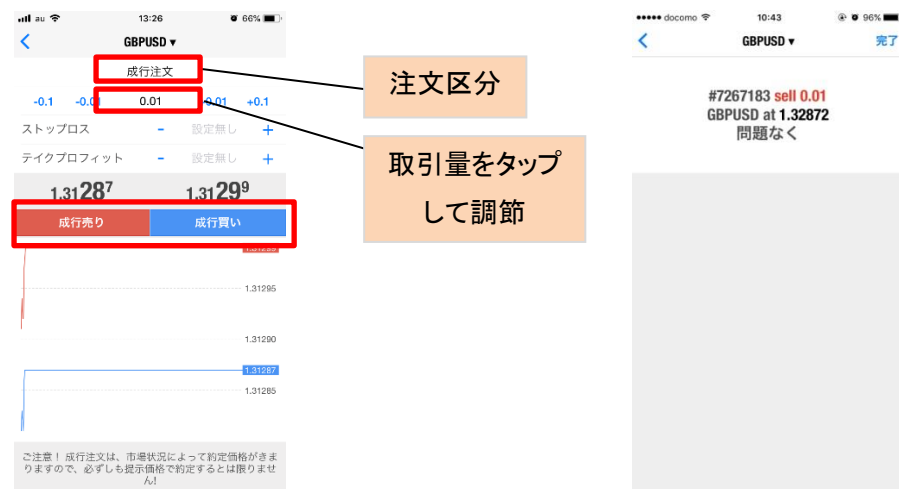 au 13:26 66%
GBPUSD ▼
成行注文
-0.1 0.01 +0.1
ストップロス - 設定無し +
テイクプロフィット - 設定無し +
1.31287 1.31299
成行売り 成行買い
1.31295
1.31290
1.31287
1.31285
ご注意！ 成行注文は、市場状況によって約定価格がきま
りますので、必ずしも提示価格で約定するとは限りませ
ん!
注文区分
取引量をタップ
して調節
docomo 10:43 96%
GBPUSD ▼ 完了
#7267183 sell 0.01
GBPUSD at 1.32872
問題なく